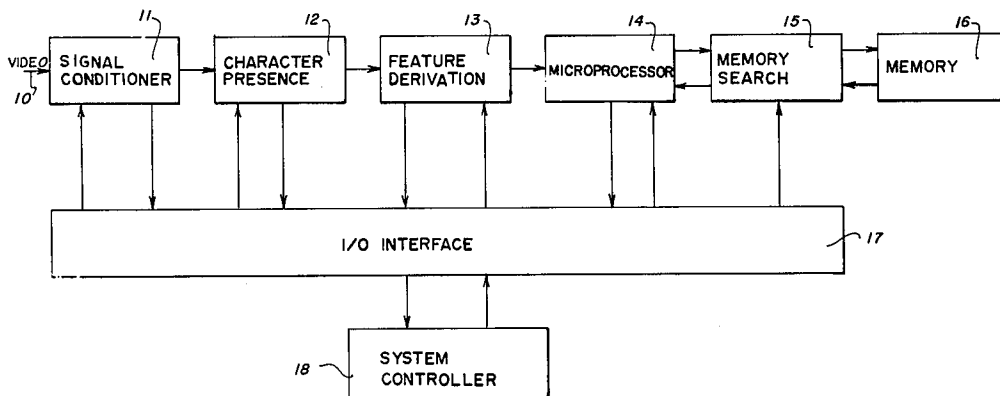 11
12
13
14
15
16
VIDEO
10
SIGNAL
CONDITIONER
CHARACTER
PRESENCE
FEATURE
DERIVATION
MICROPROCESSOR
MEMORY
SEARCH
MEMORY
I/O INTERFACE
17
18
SYSTEM
CONTROLLER